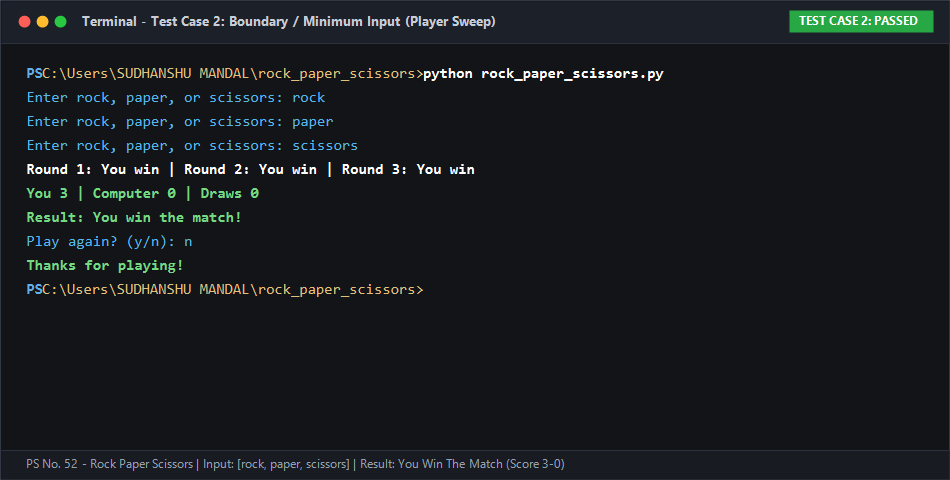 Terminal - Test Case 2: Boundary / Minimum Input (Player Sweep)
TEST CASE 2: PASSED
PSC:\Users\SUDHANSHU MANDAL\rock_paper_scissors>python rock_paper_scissors.py
Enter rock, paper, or scissors: rock
Enter rock, paper, or scissors: paper
Enter rock, paper, or scissors: scissors
Round 1: You win | Round 2: You win | Round 3: You win
You 3 | Computer 0 | Draws 0
Result: You win the match!
Play again? (y/n): n
Thanks for playing!
PSC:\Users\SUDHANSHU MANDAL\rock_paper_scissors>
PS No. 52 - Rock Paper Scissors | Input: [rock, paper, scissors] | Result: You Win The Match (Score 3-0)